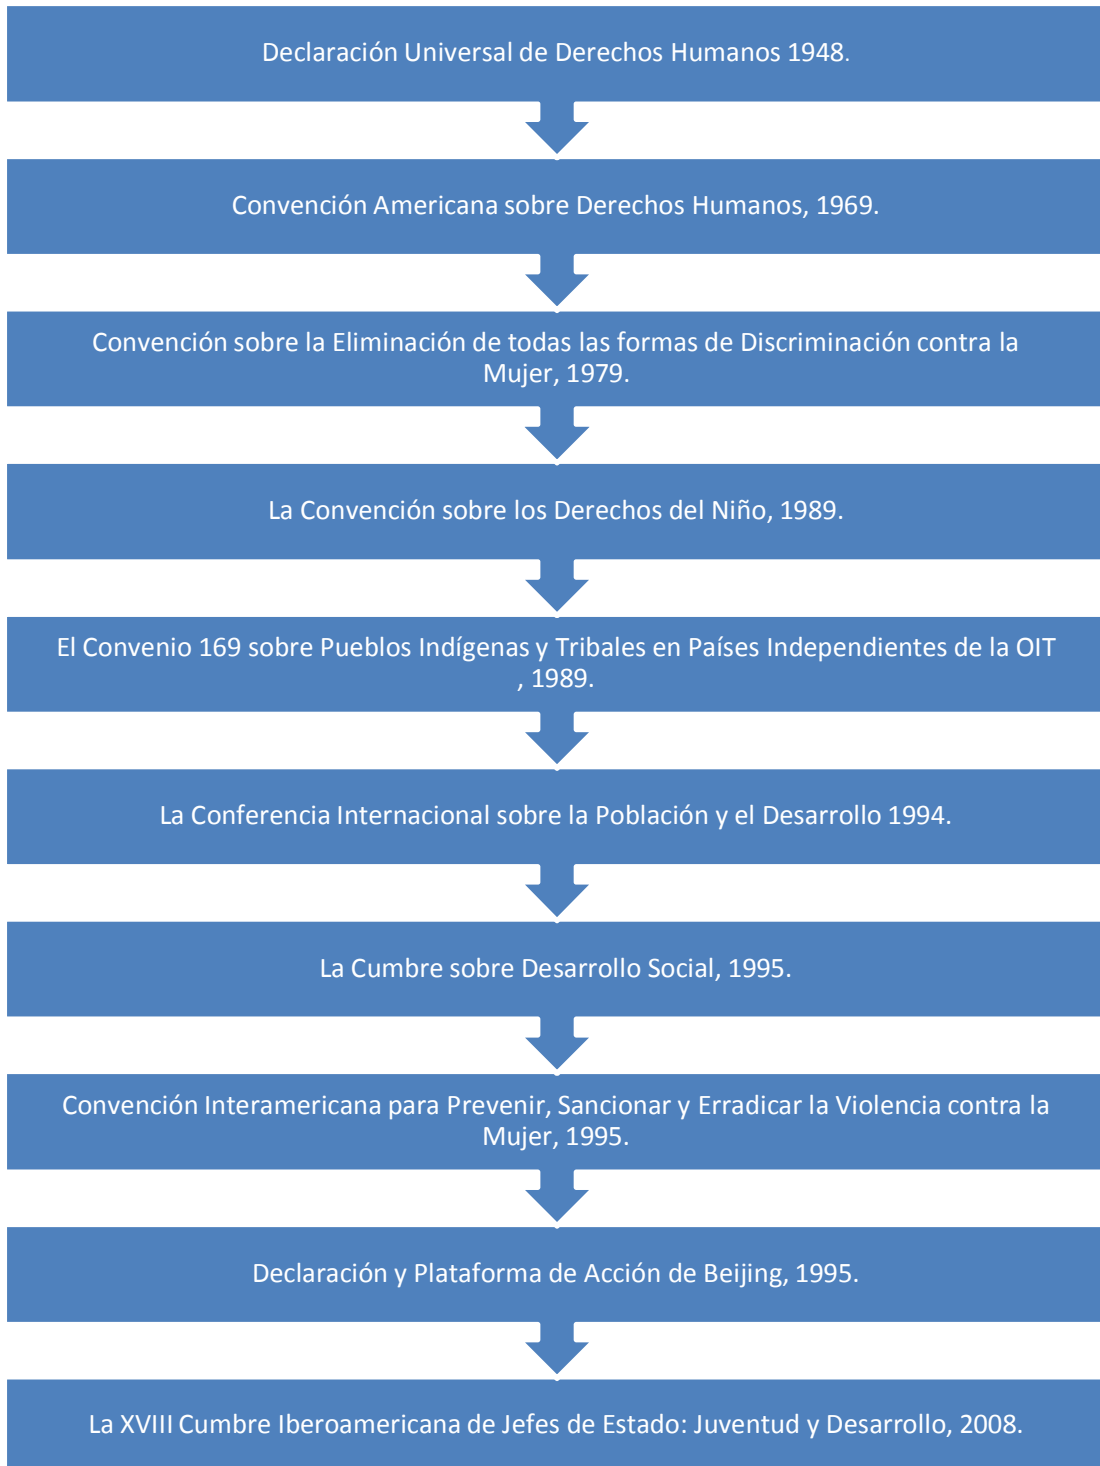 Declaración Universal de Derechos Humanos 1948.
Convención Americana sobre Derechos Humanos, 1969.
Convención sobre la Eliminación de todas las formas de Discriminación contra la
Mujer, 1979.
La Convención sobre los Derechos del Niño, 1989.
El Convenio 169 sobre Pueblos Indígenas y Tribales en Países Independientes de la OIT
, 1989.
La Conferencia Internacional sobre la Población y el Desarrollo 1994.
La Cumbre sobre Desarrollo Social, 1995.
Convención Interamericana para Prevenir, Sancionar y Erradicar la Violencia contra la
Mujer, 1995.
Declaración y Plataforma de Acción de Beijing, 1995.
La XVIII Cumbre Iberoamericana de Jefes de Estado: Juventud y Desarrollo, 2008.